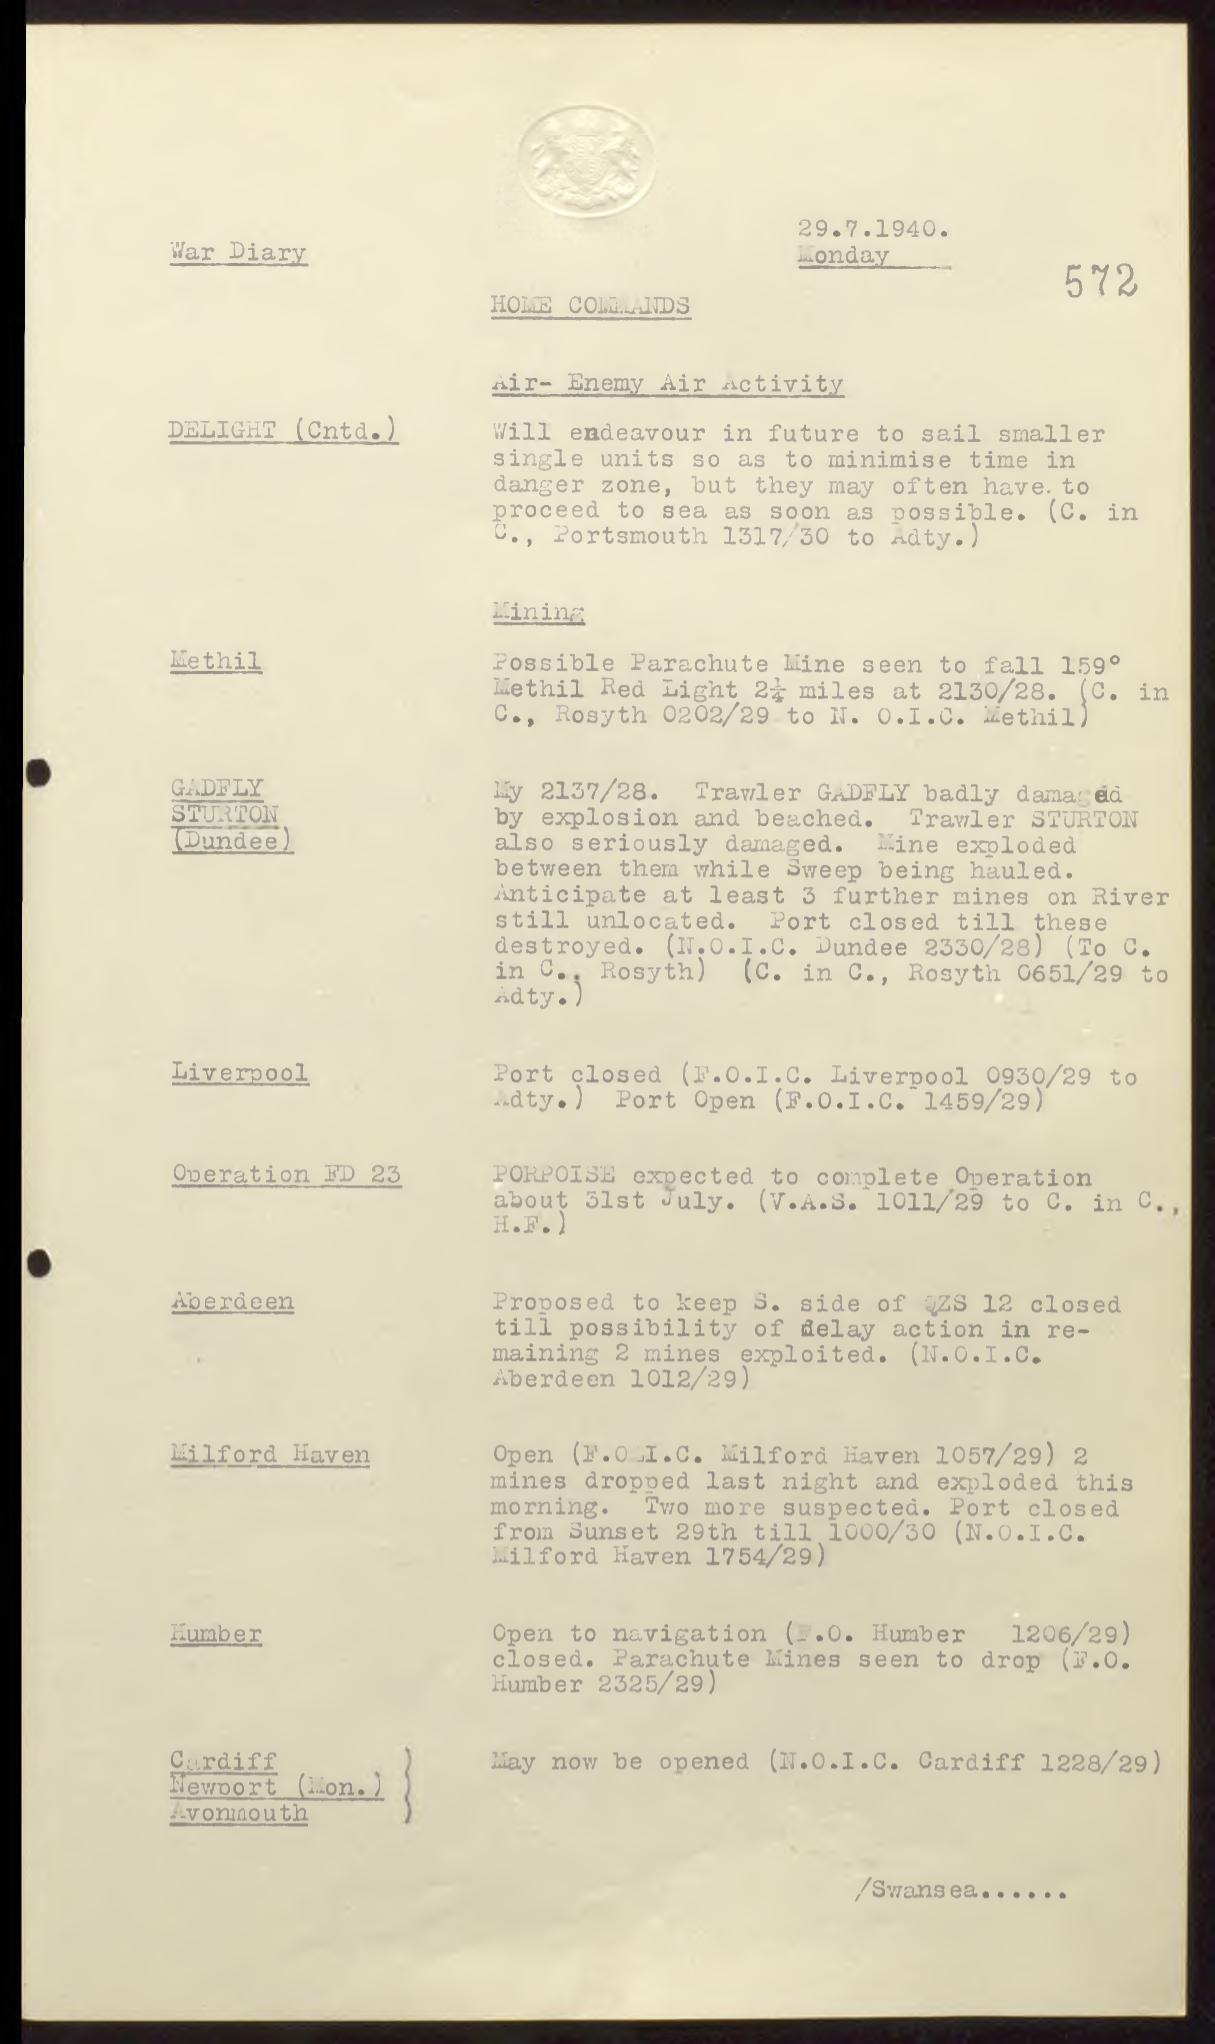 29.7.1940.
War Diary
Monday
572
HOME COMMANDS
Air- Enemy Air Activity
DELIGHT (Cntd.)
Will endeavour in future to sail smaller
single units so as to minimise time in
danger zone, but they may often have to
proceed to sea as soon as possible. (C. in
C., Portsmouth 1317/30 to Adty.)
Mining
Methil
Possible Parachute Mine seen to fall 159°
Methil Red Light 2¼ miles at 2130/28. (C. in
C., Rosyth 0202/29 to N. O.I.C. Methil)
GADFLY
STURTON
(Dundee)
My 2137/28. Trawler GADFLY badly damaged
by explosion and beached. Trawler STURTON
also seriously damaged. Mine exploded
between them while Sweep being hauled.
Anticipate at least 3 further mines on River
still unlocated. Port closed till these
destroyed. (N.O.I.C. Dundee 2330/28) (To C.
in C., Rosyth) (C. in C., Rosyth 0651/29 to
Adty.)
Liverpool
Port closed (F.O.I.C. Liverpool 0930/29 to
Adty.) Port Open (F.O.I.C. 1459/29)
Operation FD 23
PORPOISE expected to complete Operation
about 31st July. (V.A.S. 1011/29 to C. in C.,
H.F.)
Aberdeen
Proposed to keep S. side of QZS 12 closed
till possibility of delay action in re-
maining 2 mines exploited. (N.O.I.C.
Aberdeen 1012/29)
Milford Haven
Open (F.O.I.C. Milford Haven 1057/29) 2
mines dropped last night and exploded this
morning. Two more suspected. Port closed
from Sunset 29th till 1000/30 (N.O.I.C.
Milford Haven 1754/29)
Humber
Open to navigation (F.O. Humber 1206/29)
closed. Parachute Mines seen to drop (F.O.
Humber 2325/29)
Cardiff
Newport (Mon.)
Avonmouth
May now be opened (N.O.I.C. Cardiff 1228/29)
/Swansea......